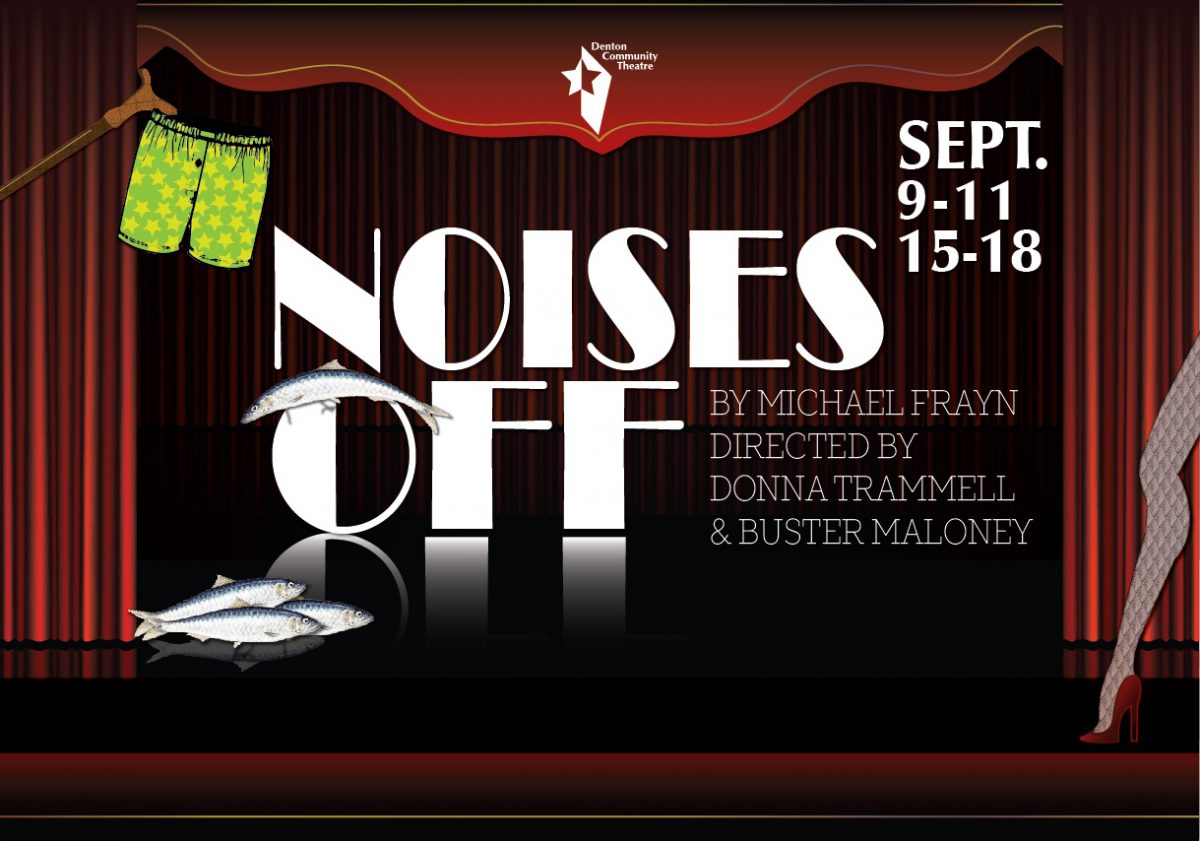 Denton
Community
Theatre
SEPT.
9-11
15-18
NOISES
OFF
BY MICHAEL FRAYN
DIRECTED BY
DONNA TRAMMELL
& BUSTER MALONEY